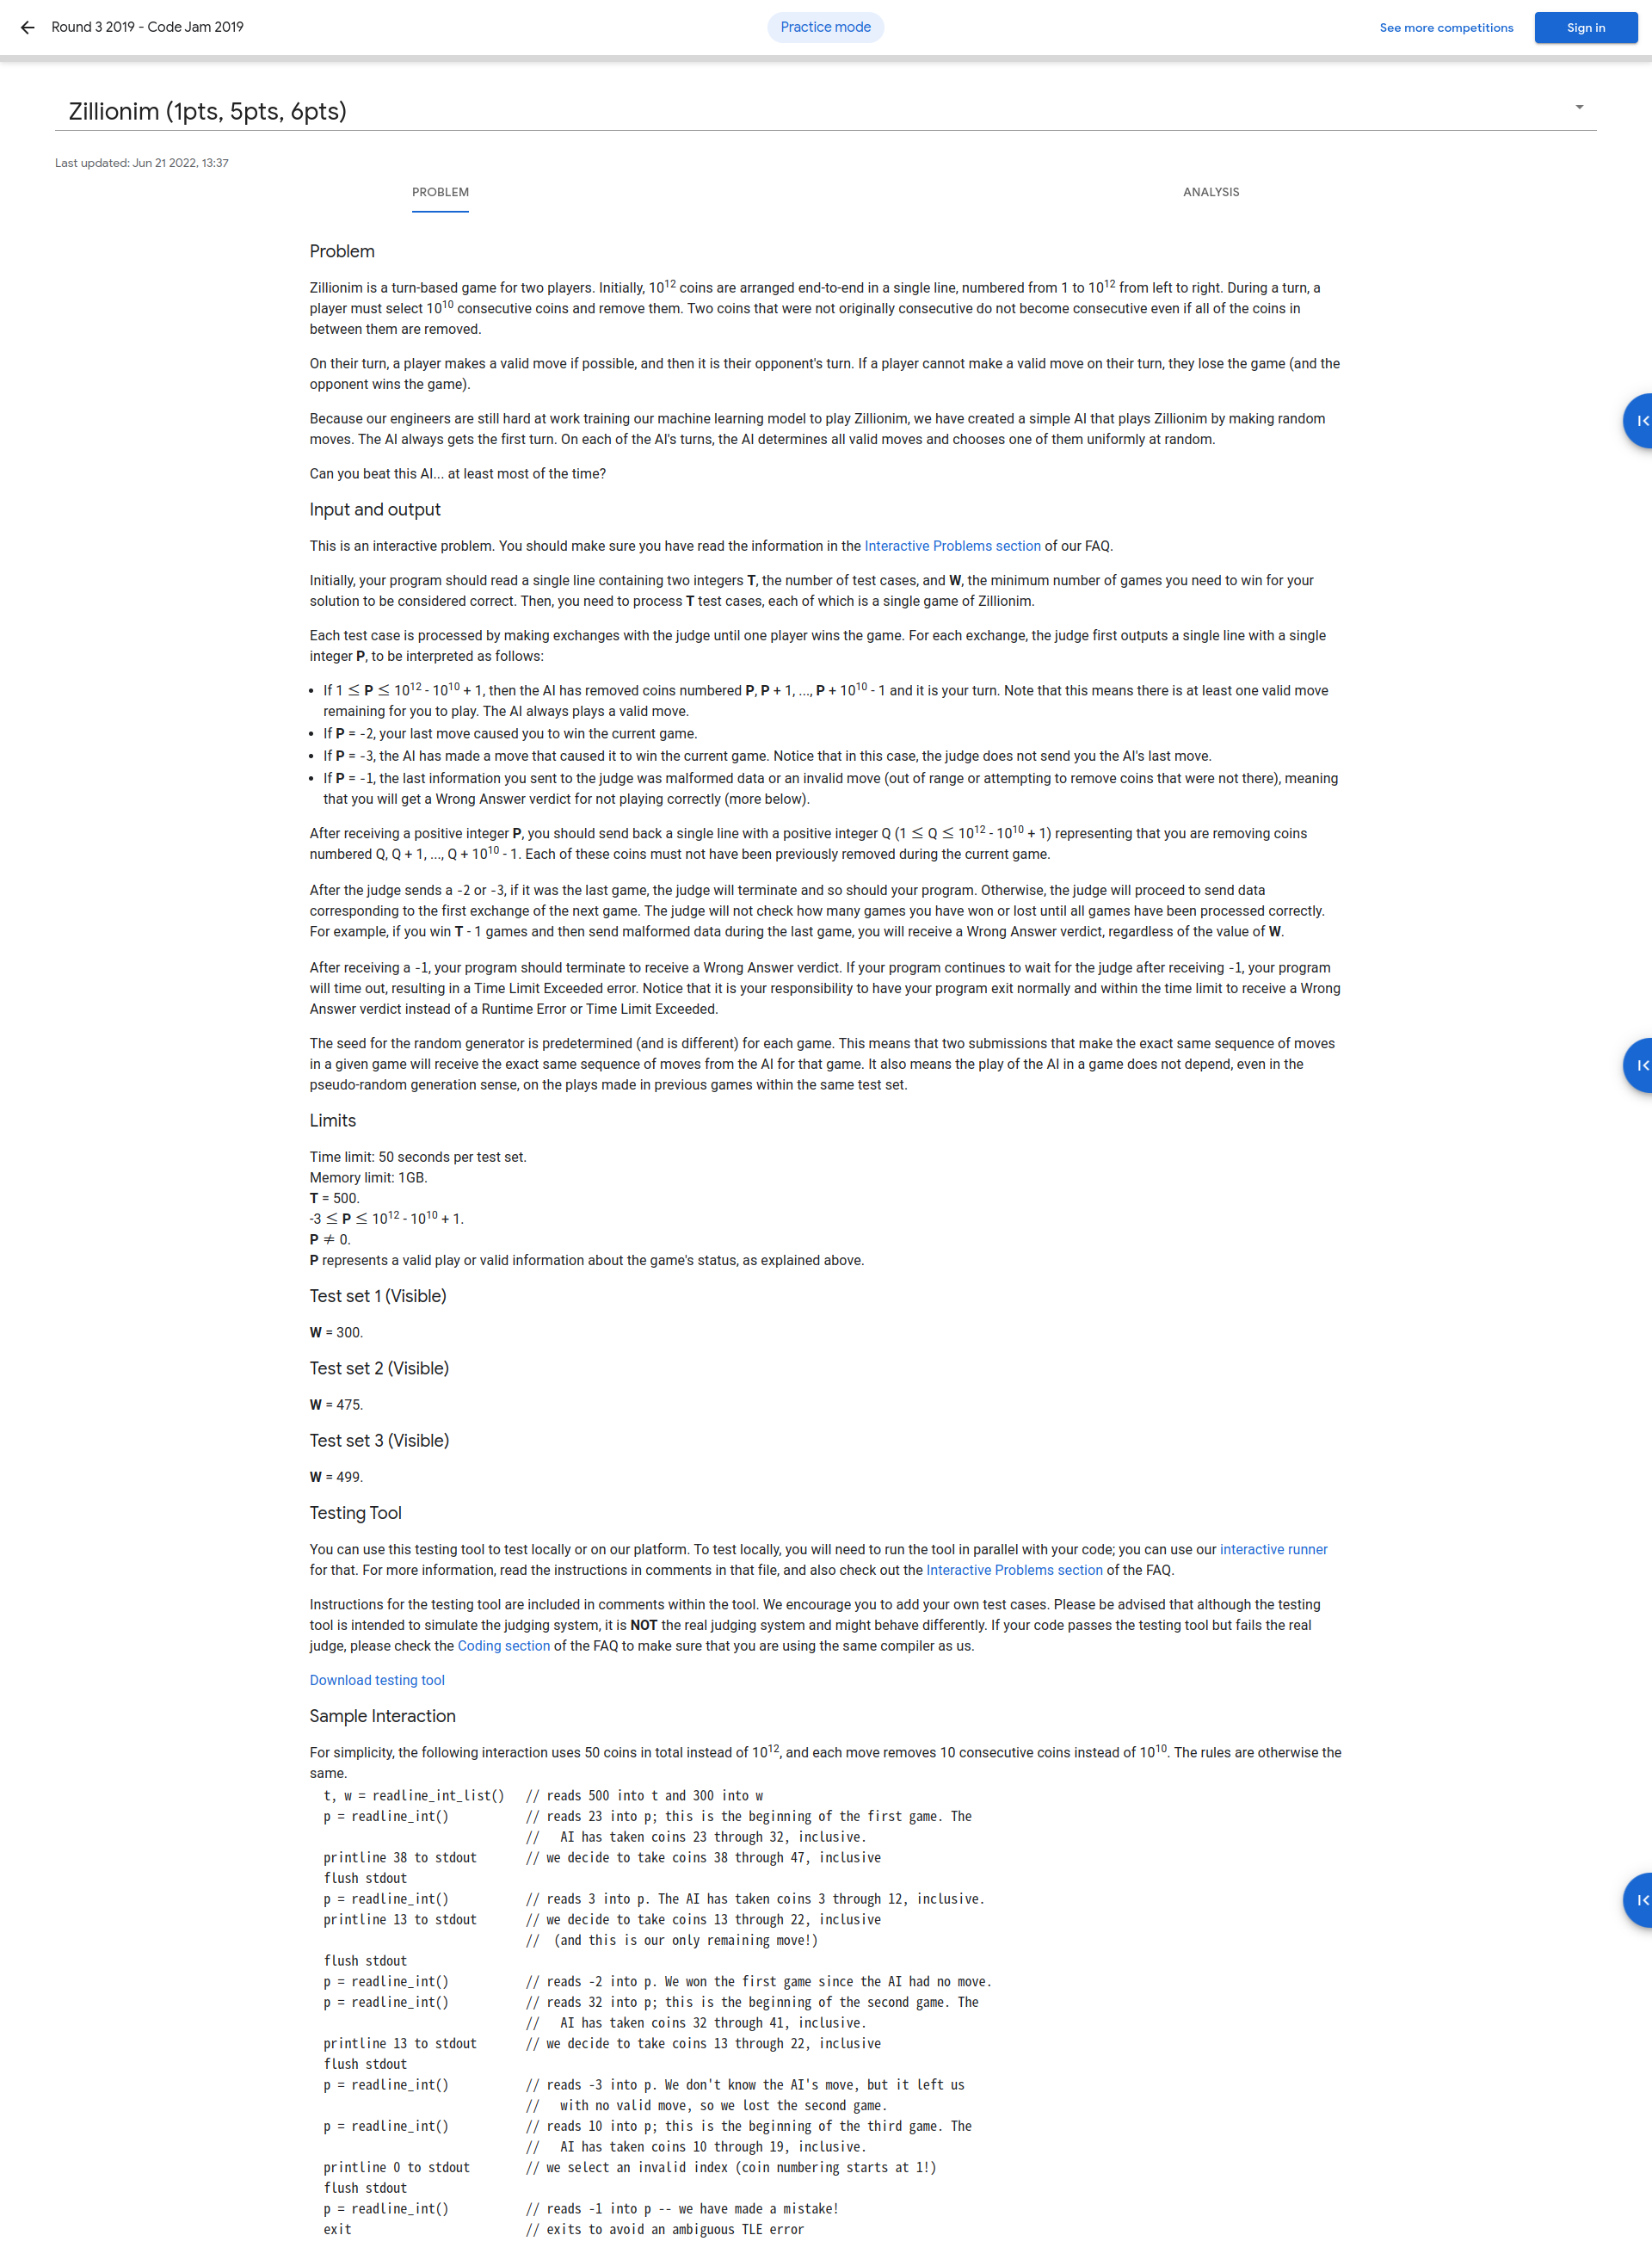 Round 3 2019 - Code Jam 2019
Practice mode
See more competitions
Sign in
Zillionim (1pts, 5pts, 6pts)
Last updated: Jun 21 2022, 13:37
PROBLEM
ANALYSIS
Problem
Zillionim is a turn-based game for two players. Initially, 10^12 coins are arranged end-to-end in a single line, numbered from 1 to 10^12 from left to right. During a turn, a
player must select 10^10 consecutive coins and remove them. Two coins that were not originally consecutive do not become consecutive even if all of the coins in
between them are removed.
On their turn, a player makes a valid move if possible, and then it is their opponent's turn. If a player cannot make a valid move on their turn, they lose the game (and the
opponent wins the game).
Because our engineers are still hard at work training our machine learning model to play Zillionim, we have created a simple AI that plays Zillionim by making random
moves. The AI always gets the first turn. On each of the AI's turns, the AI determines all valid moves and chooses one of them uniformly at random.
Can you beat this AI... at least most of the time?
Input and output
This is an interactive problem. You should make sure you have read the information in the Interactive Problems section of our FAQ.
Initially, your program should read a single line containing two integers T, the number of test cases, and W, the minimum number of games you need to win for your
solution to be considered correct. Then, you need to process T test cases, each of which is a single game of Zillionim.
Each test case is processed by making exchanges with the judge until one player wins the game. For each exchange, the judge first outputs a single line with a single
integer P, to be interpreted as follows:
• If 1 ≤ P ≤ 10^12 - 10^10 + 1, then the AI has removed coins numbered P, P + 1, ..., P + 10^10 - 1 and it is your turn. Note that this means there is at least one valid move
remaining for you to play. The AI always plays a valid move.
• If P = -2, your last move caused you to win the current game.
• If P = -3, the AI has made a move that caused it to win the current game. Notice that in this case, the judge does not send you the AI's last move.
• If P = -1, the last information you sent to the judge was malformed data or an invalid move (out of range or attempting to remove coins that were not there), meaning
that you will get a Wrong Answer verdict for not playing correctly (more below).
After receiving a positive integer P, you should send back a single line with a positive integer Q (1 ≤ Q ≤ 10^12 - 10^10 + 1) representing that you are removing coins
numbered Q, Q + 1, ..., Q + 10^10 - 1. Each of these coins must not have been previously removed during the current game.
After the judge sends a -2 or -3, if it was the last game, the judge will terminate and so should your program. Otherwise, the judge will proceed to send data
corresponding to the first exchange of the next game. The judge will not check how many games you have won or lost until all games have been processed correctly.
For example, if you win T - 1 games and then send malformed data during the last game, you will receive a Wrong Answer verdict, regardless of the value of W.
After receiving a -1, your program should terminate to receive a Wrong Answer verdict. If your program continues to wait for the judge after receiving -1, your program
will time out, resulting in a Time Limit Exceeded error. Notice that it is your responsibility to have your program exit normally and within the time limit to receive a Wrong
Answer verdict instead of a Runtime Error or Time Limit Exceeded.
The seed for the random generator is predetermined (and is different) for each game. This means that two submissions that make the exact same sequence of moves
in a given game will receive the exact same sequence of moves from the AI for that game. It also means the play of the AI in a game does not depend, even in the
pseudo-random generation sense, on the plays made in previous games within the same test set.
Limits
Time limit: 50 seconds per test set.
Memory limit: 1GB.
T = 500.
-3 ≤ P ≤ 10^12 - 10^10 + 1.
P ≠ 0.
P represents a valid play or valid information about the game's status, as explained above.
Test set 1 (Visible)
W = 300.
Test set 2 (Visible)
W = 475.
Test set 3 (Visible)
W = 499.
Testing Tool
You can use this testing tool to test locally or on our platform. To test locally, you will need to run the tool in parallel with your code; you can use our interactive runner
for that. For more information, read the instructions in comments in that file, and also check out the Interactive Problems section of the FAQ.
Instructions for the testing tool are included in comments within the tool. We encourage you to add your own test cases. Please be advised that although the testing
tool is intended to simulate the judging system, it is NOT the real judging system and might behave differently. If your code passes the testing tool but fails the real
judge, please check the Coding section of the FAQ to make sure that you are using the same compiler as us.
Download testing tool
Sample Interaction
For simplicity, the following interaction uses 50 coins in total instead of 10^12, and each move removes 10 consecutive coins instead of 10^10. The rules are otherwise the
same.
t, w = readline_int_list() // reads 500 into t and 300 into w
p = readline_int() // reads 23 into p; this is the beginning of the first game. The
// AI has taken coins 23 through 32, inclusive.
printline 38 to stdout // we decide to take coins 38 through 47, inclusive
flush stdout
p = readline_int() // reads 3 into p. The AI has taken coins 3 through 12, inclusive.
printline 13 to stdout // we decide to take coins 13 through 22, inclusive
// (and this is our only remaining move!)
flush stdout
p = readline_int() // reads -2 into p. We won the first game since the AI had no move.
p = readline_int() // reads 32 into p; this is the beginning of the second game. The
// AI has taken coins 32 through 41, inclusive.
printline 13 to stdout // we decide to take coins 13 through 22, inclusive
flush stdout
p = readline_int() // reads -3 into p. We don't know the AI's move, but it left us
// with no valid move, so we lost the second game.
p = readline_int() // reads 10 into p; this is the beginning of the third game. The
// AI has taken coins 10 through 19, inclusive.
printline 0 to stdout // we select an invalid index (coin numbering starts at 1!)
flush stdout
p = readline_int() // reads -1 into p -- we have made a mistake!
exit // exits to avoid an ambiguous TLE error